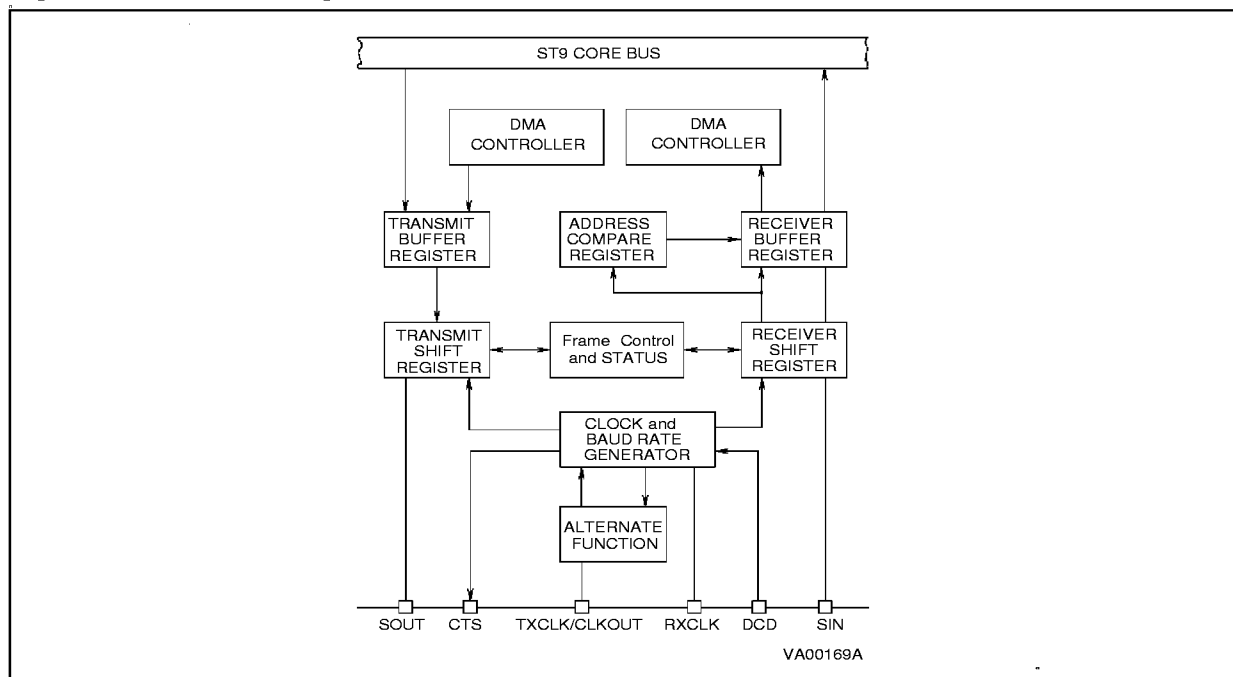 ST9 CORE BUS
DMA
CONTROLLER
DMA
CONTROLLER
TRANSMIT
BUFFER
REGISTER
ADDRESS
COMPARE
REGISTER
RECEIVER
BUFFER
REGISTER
TRANSMIT
SHIFT
REGISTER
Frame Control
and STATUS
RECEIVER
SHIFT
REGISTER
CLOCK and
BAUD RATE
GENERATOR
ALTERNATE
FUNCTION
SOUT CTS TXCLK/CLKOUT RXCLK DCD SIN
VA00169A